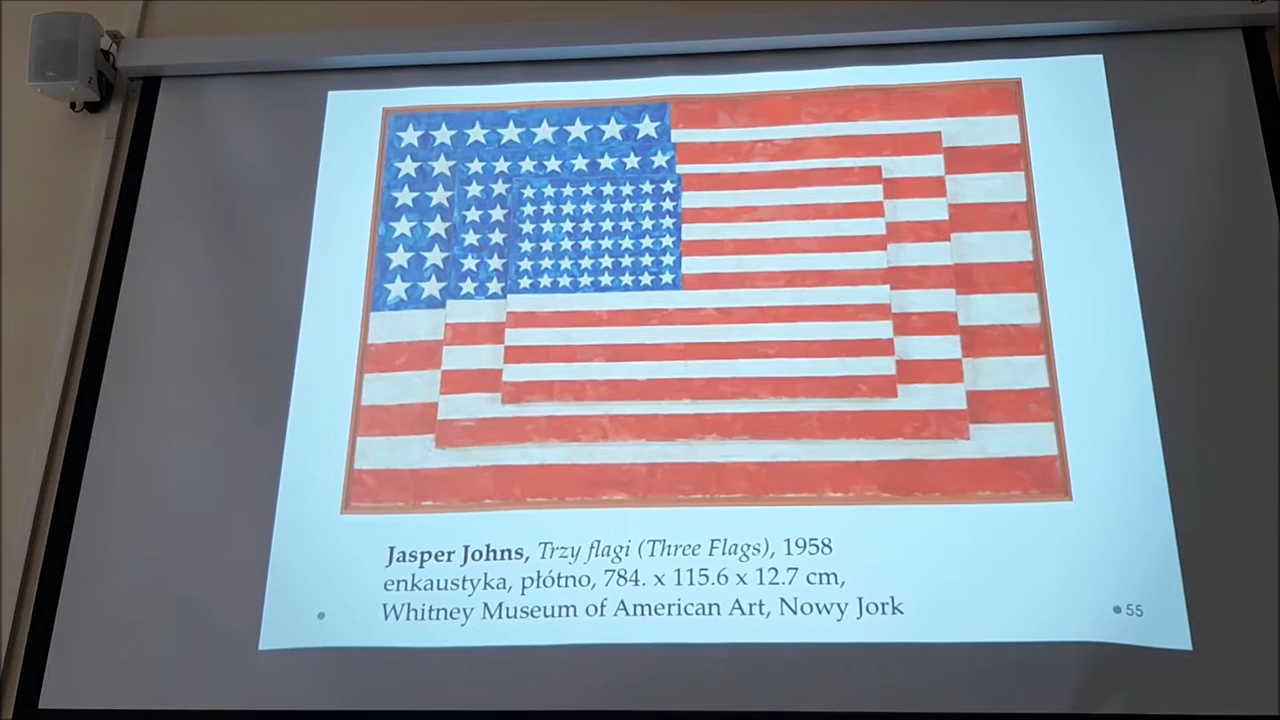 Jasper Johns, Trzy flagi (Three Flags), 1958
enkaustyka, płótno, 784. x 115.6 x 12.7 cm,
Whitney Museum of American Art, Nowy Jork
55